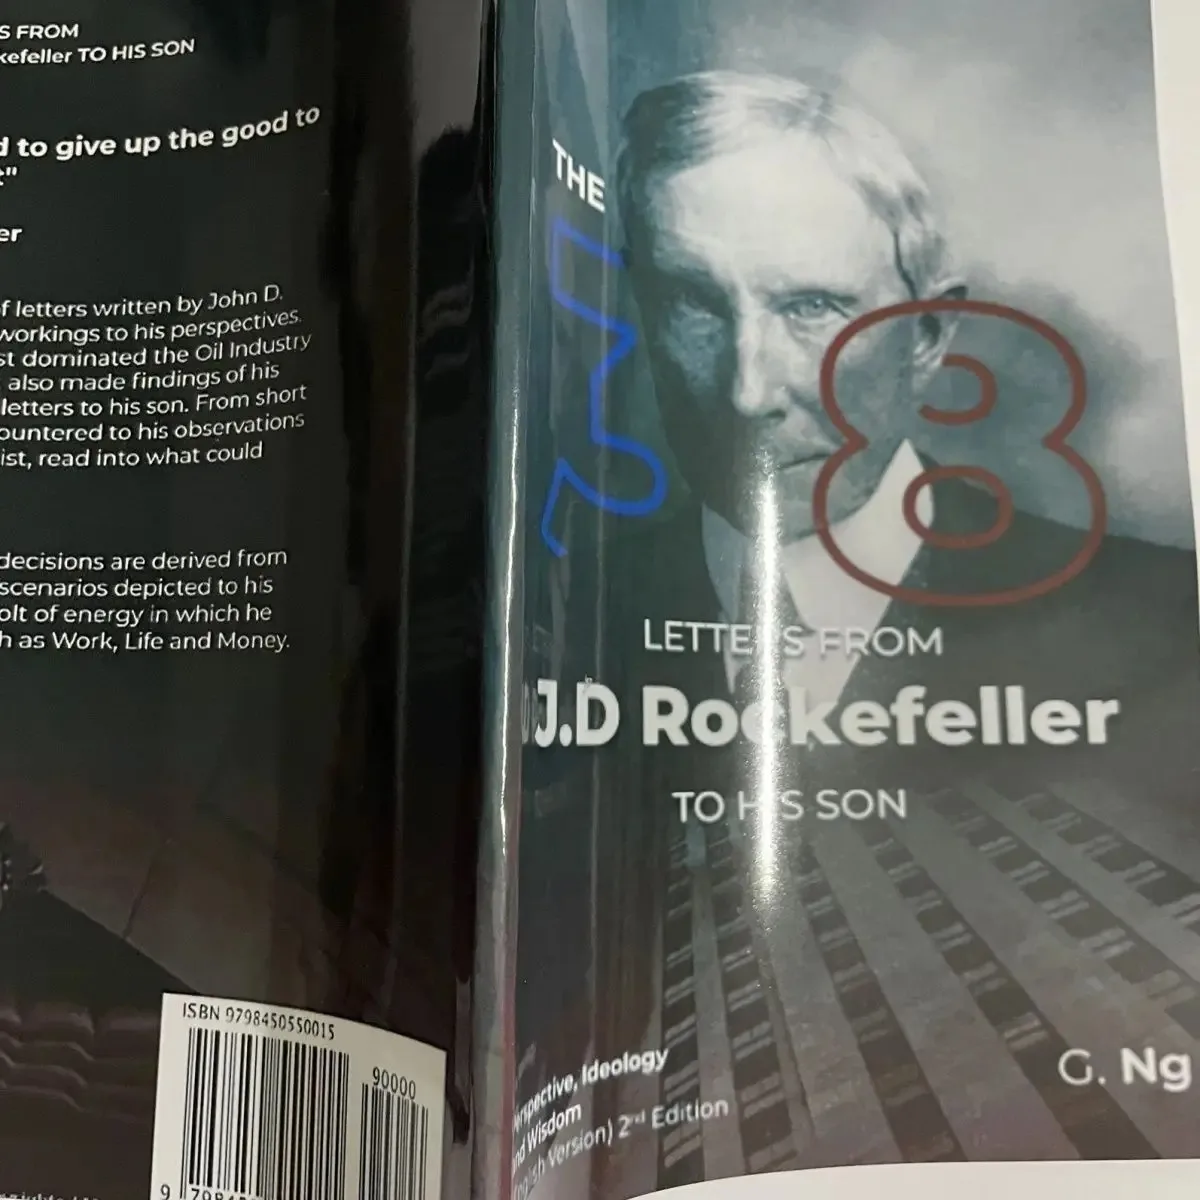 S FROM
kefeller TO HIS SON
d to give up the good to
t"
er
f letters written by John D.
workings to his perspectives.
st dominated the Oil Industry
also made findings of his
letters to his son. From short
ountered to his observations
ist, read into what could
decisions are derived from
scenarios depicted to his
olt of energy in which he
h as Work, Life and Money.
ISBN 9798450550015
90000
THE
8
LETTERS FROM
J.D Rockefeller
TO HIS SON
Perspective, Ideology
and Wisdom
(English Version) 2nd Edition
G. Ng